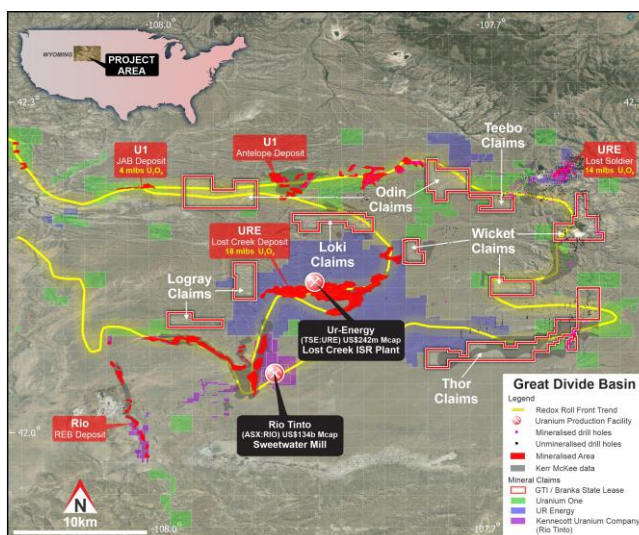 -108.0
-107.7
WYOMING
PROJECT
AREA
42.3
U1
JAB Deposit
4 mlbs U₃O₈
U1
Antelope Deposit
Teebo
Claims
URE
Lost Soldier
14 mlbs U₃O₈
Odin
Claims
URE
Lost Creek Deposit
18 mlbs U₃O₈
Loki
Claims
Wicket
Claims
Logray
Claims
Ur-Energy
(TSE:URE) US$242m Mcap
Lost Creek ISR Plant
Thor
Claims
Rio
REB Deposit
Rio Tinto
(ASX:RIO) US$134b Mcap
Sweetwater Mill
42.0
N
10km
-108.0
-107.7
Great Divide Basin
Legend
Redox Roll Front Trend
Uranium Production Facility
Mineralised drill holes
Unmineralised drill holes
Mineralised Area
Kerr McKee data
Mineral Claims
GTI / Branka State Lease
Uranium One
UR Energy
Kennecott Uranium Company
(Rio Tinto)